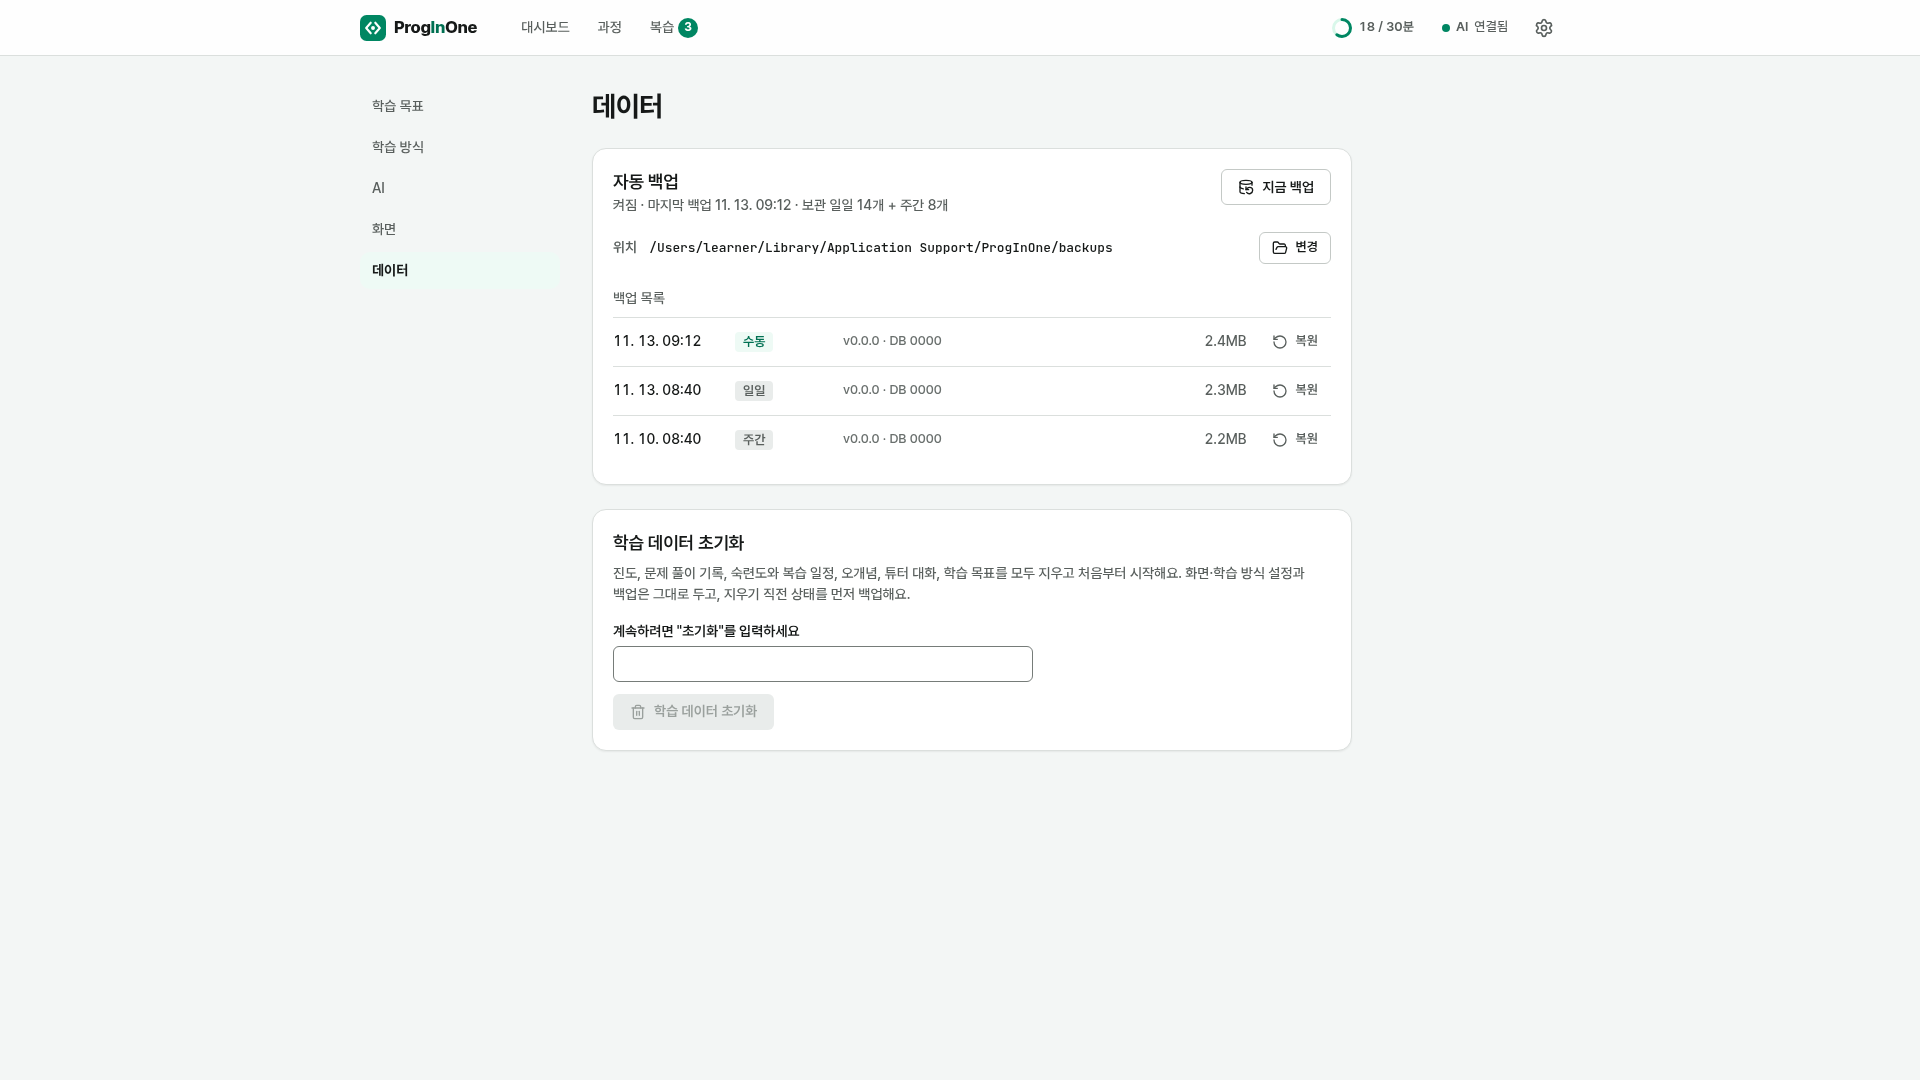 ProgInOne
대시보드
과정
복습 3
18 / 30분
AI 연결됨
학습 목표
학습 방식
AI
화면
데이터
데이터
자동 백업
켜짐 · 마지막 백업 11. 13. 09:12 · 보관 일일 14개 + 주간 8개
지금 백업
위치 /Users/learner/Library/Application Support/ProgInOne/backups
변경
백업 목록
11. 13. 09:12 수동 v0.0.0 · DB 0000 2.4MB 복원
11. 13. 08:40 일일 v0.0.0 · DB 0000 2.3MB 복원
11. 10. 08:40 주간 v0.0.0 · DB 0000 2.2MB 복원
학습 데이터 초기화
진도, 문제 풀이 기록, 숙련도와 복습 일정, 오개념, 튜터 대화, 학습 목표를 모두 지우고 처음부터 시작해요. 화면·학습 방식 설정과
백업은 그대로 두고, 지우기 직전 상태를 먼저 백업해요.
계속하려면 "초기화"를 입력하세요
학습 데이터 초기화